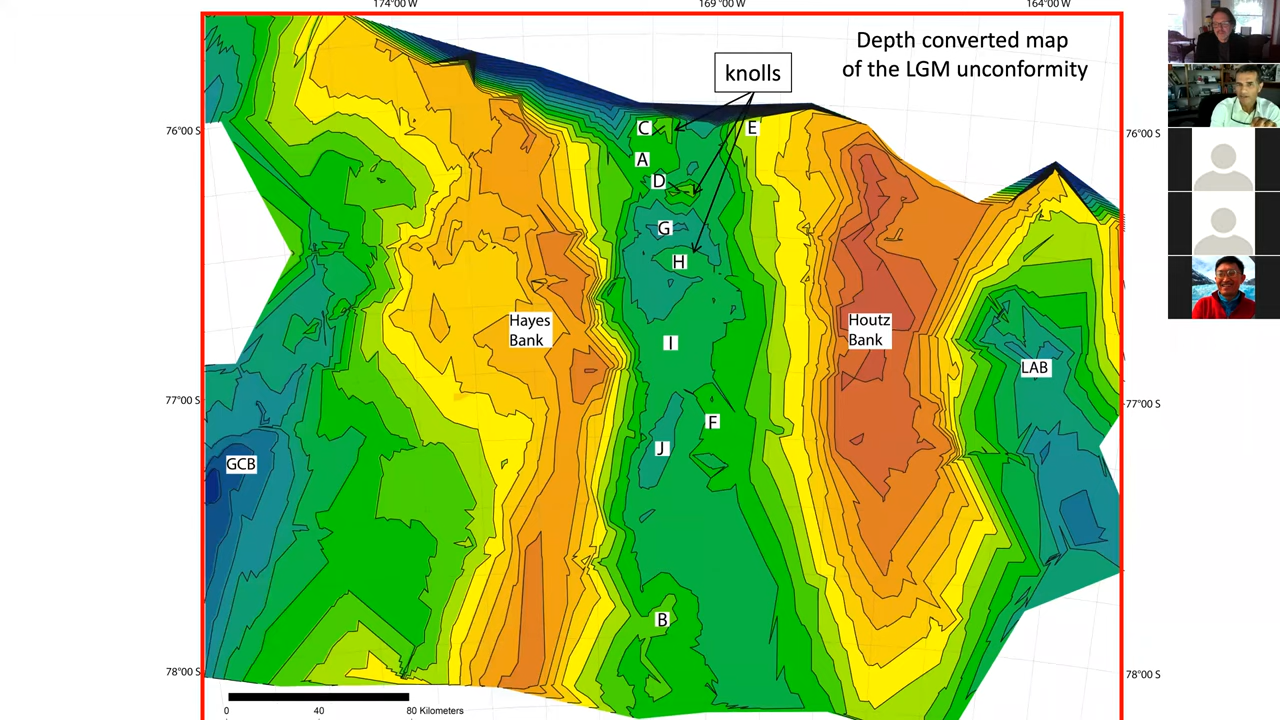 174°00'W
169 °00'W
164°00'W
Depth converted map
of the LGM unconformity
knolls
76°00 S
76°00 S
C
E
A
D
G
H
Hayes
Bank
Houtz
Bank
I
LAB
77°00 S
77°00 S
F
J
GCB
B
78°00 S
78°00 S
0
40
80 Kilometers